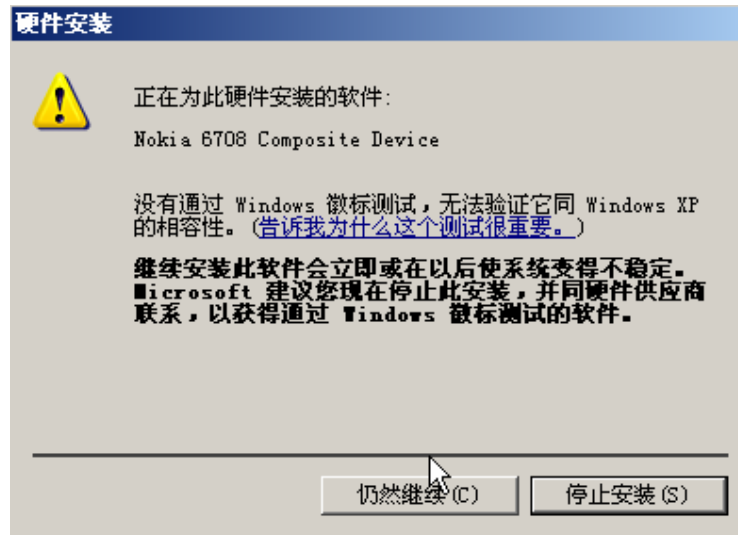 硬件安装
正在为此硬件安装的软件:
Nokia 6708 Composite Device
没有通过 Windows 徽标测试，无法验证它同 Windows XP
的相容性。(告诉我为什么这个测试很重要。)
继续安装此软件会立即或在以后使系统变得不稳定。
Microsoft 建议您现在停止此安装，并同硬件供应商
联系，以获得通过 Windows 徽标测试的软件。
仍然继续(C) 停止安装(S)